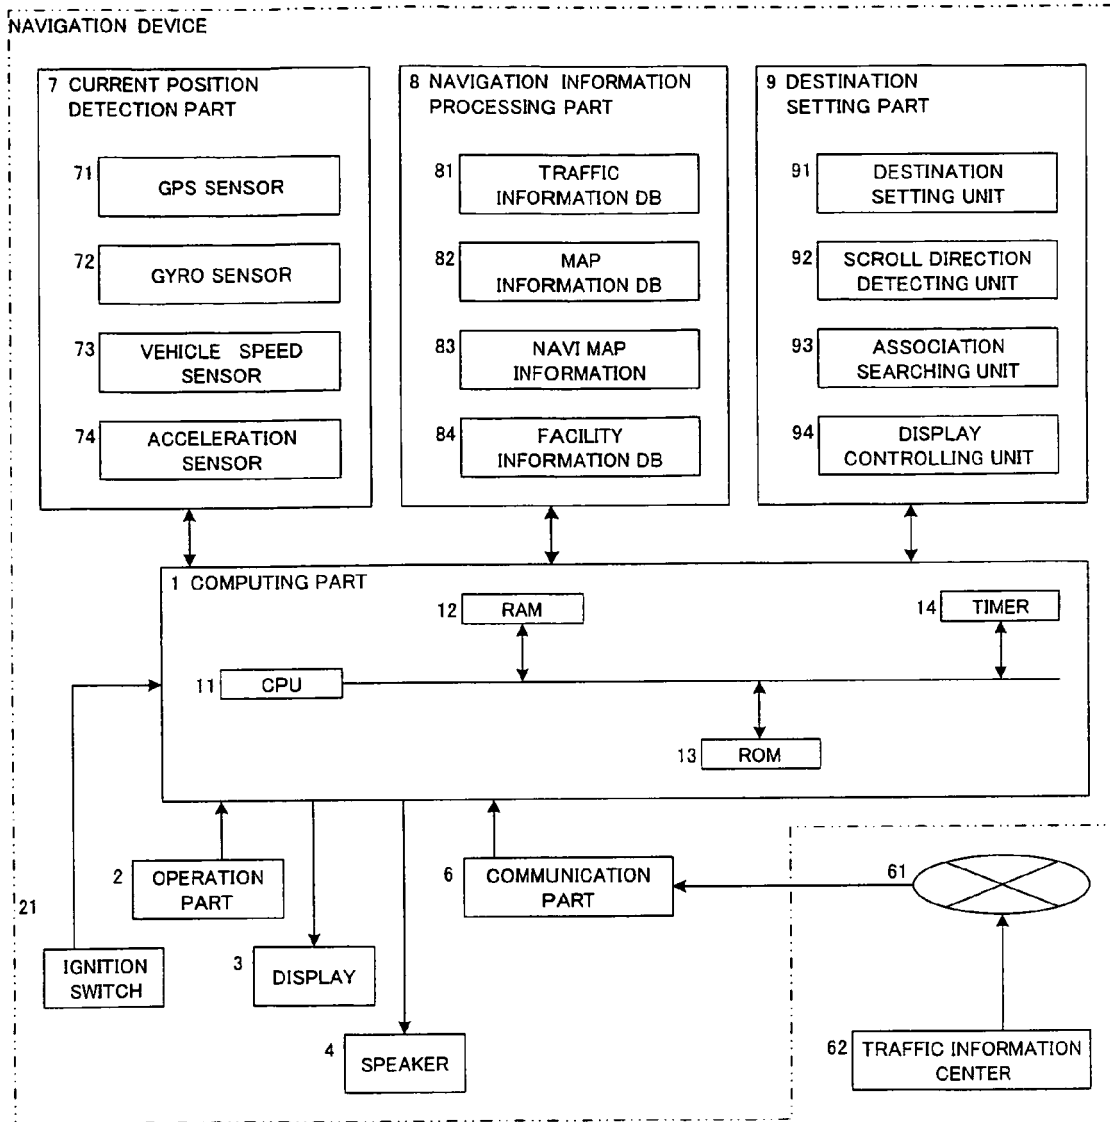 NAVIGATION DEVICE
7 CURRENT POSITION
DETECTION PART
71
GPS SENSOR
72
GYRO SENSOR
73
VEHICLE SPEED
SENSOR
74
ACCELERATION
SENSOR
8 NAVIGATION INFORMATION
PROCESSING PART
81
TRAFFIC
INFORMATION DB
82
MAP
INFORMATION DB
83
NAVI MAP
INFORMATION
84
FACILITY
INFORMATION DB
9 DESTINATION
SETTING PART
91
DESTINATION
SETTING UNIT
92
SCROLL DIRECTION
DETECTING UNIT
93
ASSOCIATION
SEARCHING UNIT
94
DISPLAY
CONTROLLING UNIT
1 COMPUTING PART
12
RAM
14
TIMER
11
CPU
13
ROM
2
OPERATION
PART
6
COMMUNICATION
PART
61
21
IGNITION
SWITCH
3
DISPLAY
4
SPEAKER
62
TRAFFIC INFORMATION
CENTER